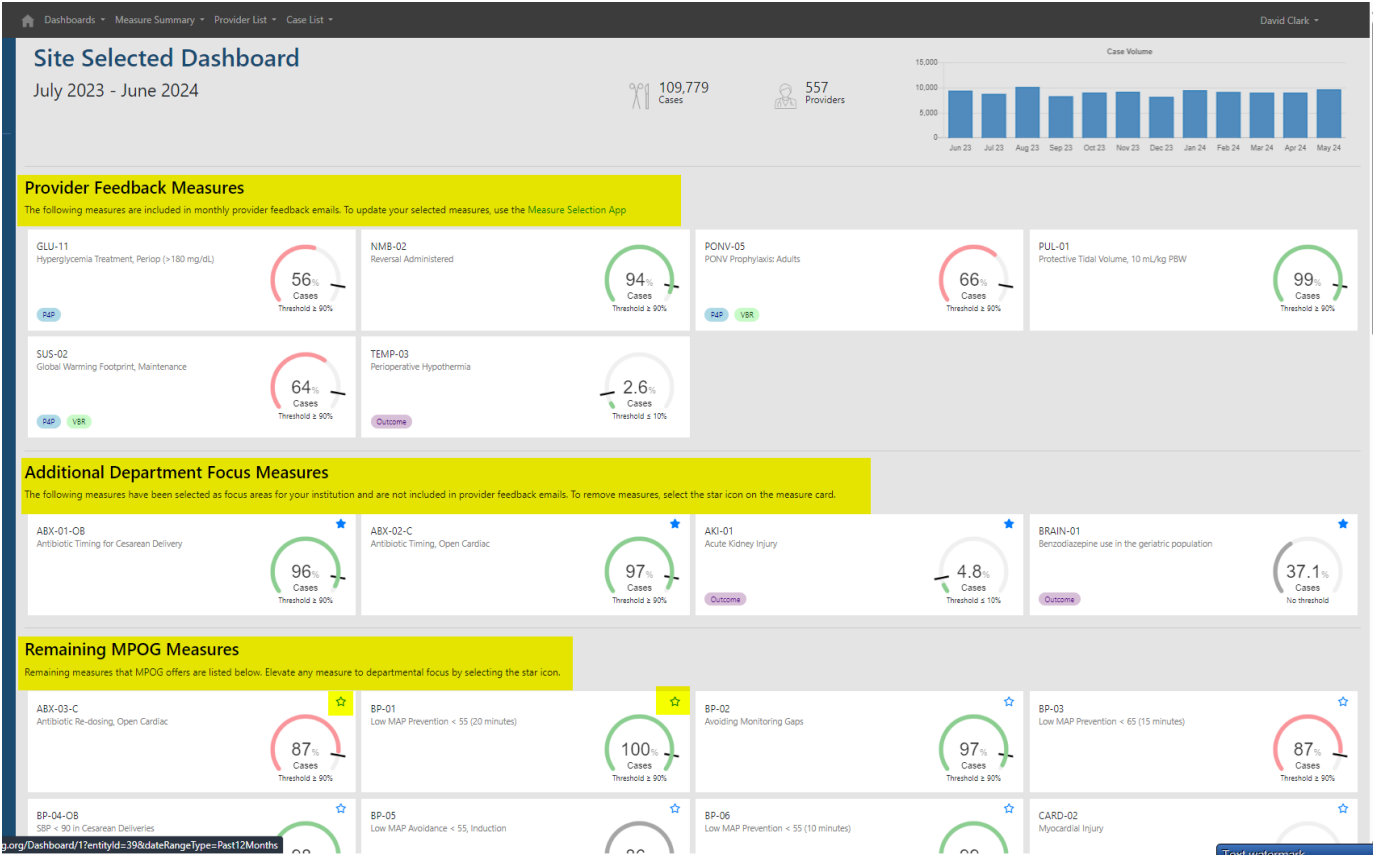 Dashboards Measure Summary Provider List Case List David Clark
Site Selected Dashboard
July 2023 - June 2024
109,779
Cases
557
Providers
Case Volume
15,000
10,000
5,000
0
Jun 23 Jul 23 Aug 23 Sep 23 Oct 23 Nov 23 Dec 23 Jan 24 Feb 24 Mar 24 Apr 24 May 24
Provider Feedback Measures
The following measures are included in monthly provider feedback emails. To update your selected measures, use the Measure Selection App
GLU-11
Hyperglycemia Treatment, Periop (>180 mg/dL)
56%
Cases
Threshold ≥ 90%
P4P
NMB-02
Reversal Administered
94%
Cases
Threshold ≥ 90%
PONV-05
PONV Prophylaxis: Adults
66%
Cases
Threshold ≥ 90%
P4P VBR
PUL-01
Protective Tidal Volume, 10 mL/kg PBW
99%
Cases
Threshold ≥ 90%
SUS-02
Global Warming Footprint, Maintenance
64%
Cases
Threshold ≥ 90%
P4P VBR
TEMP-03
Perioperative Hypothermia
2.6%
Cases
Threshold ≤ 10%
Outcome
Additional Department Focus Measures
The following measures have been selected as focus areas for your institution and are not included in provider feedback emails. To remove measures, select the star icon on the measure card.
ABX-01-OB
Antibiotic Timing for Cesarean Delivery
96%
Cases
Threshold ≥ 90%
ABX-02-C
Antibiotic Timing, Open Cardiac
97%
Cases
Threshold ≥ 90%
AKI-01
Acute Kidney Injury
4.8%
Cases
Threshold ≤ 10%
Outcome
BRAIN-01
Benzodiazepine use in the geriatric population
37.1%
Cases
No threshold
Outcome
Remaining MPOG Measures
Remaining measures that MPOG offers are listed below. Elevate any measure to departmental focus by selecting the star icon.
ABX-03-C
Antibiotic Re-dosing, Open Cardiac
87%
Cases
Threshold ≥ 90%
BP-01
Low MAP Prevention < 55 (20 minutes)
100%
Cases
Threshold ≥ 90%
BP-02
Avoiding Monitoring Gaps
97%
Cases
Threshold ≥ 90%
BP-03
Low MAP Prevention < 65 (15 minutes)
87%
Cases
Threshold ≥ 90%
BP-04-OB
SBP < 90 in Cesarean Deliveries
BP-05
Low MAP Avoidance < 55, Induction
BP-06
Low MAP Prevention < 55 (10 minutes)
CARD-02
Myocardial Injury
g.org/Dashboard/1?entityId=39&dateRangeType=Past12Months
Text watermark